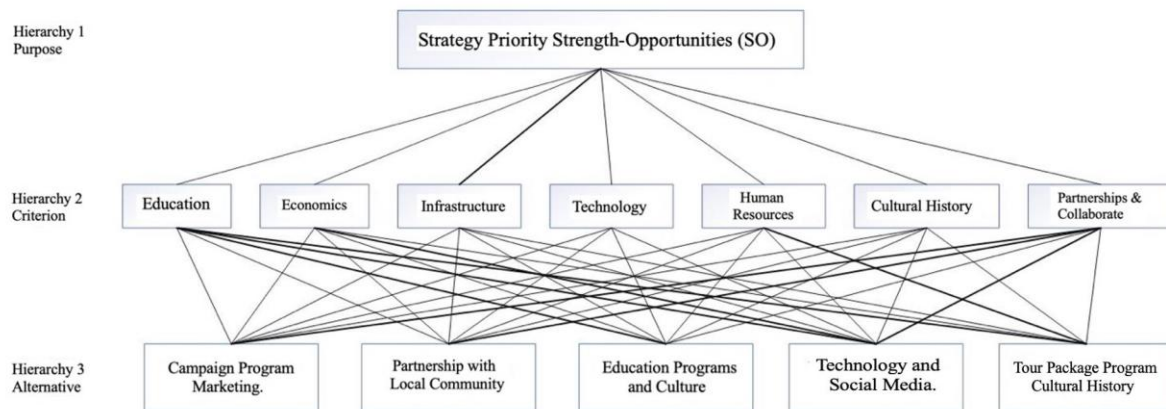 Hierarchy 1
Purpose
Strategy Priority Strength-Opportunities (SO)
Hierarchy 2
Criterion
Education
Economics
Infrastructure
Technology
Human
Resources
Cultural History
Partnerships &
Collaborate
Hierarchy 3
Alternative
Campaign Program
Marketing.
Partnership with
Local Community
Education Programs
and Culture
Technology and
Social Media.
Tour Package Program
Cultural History